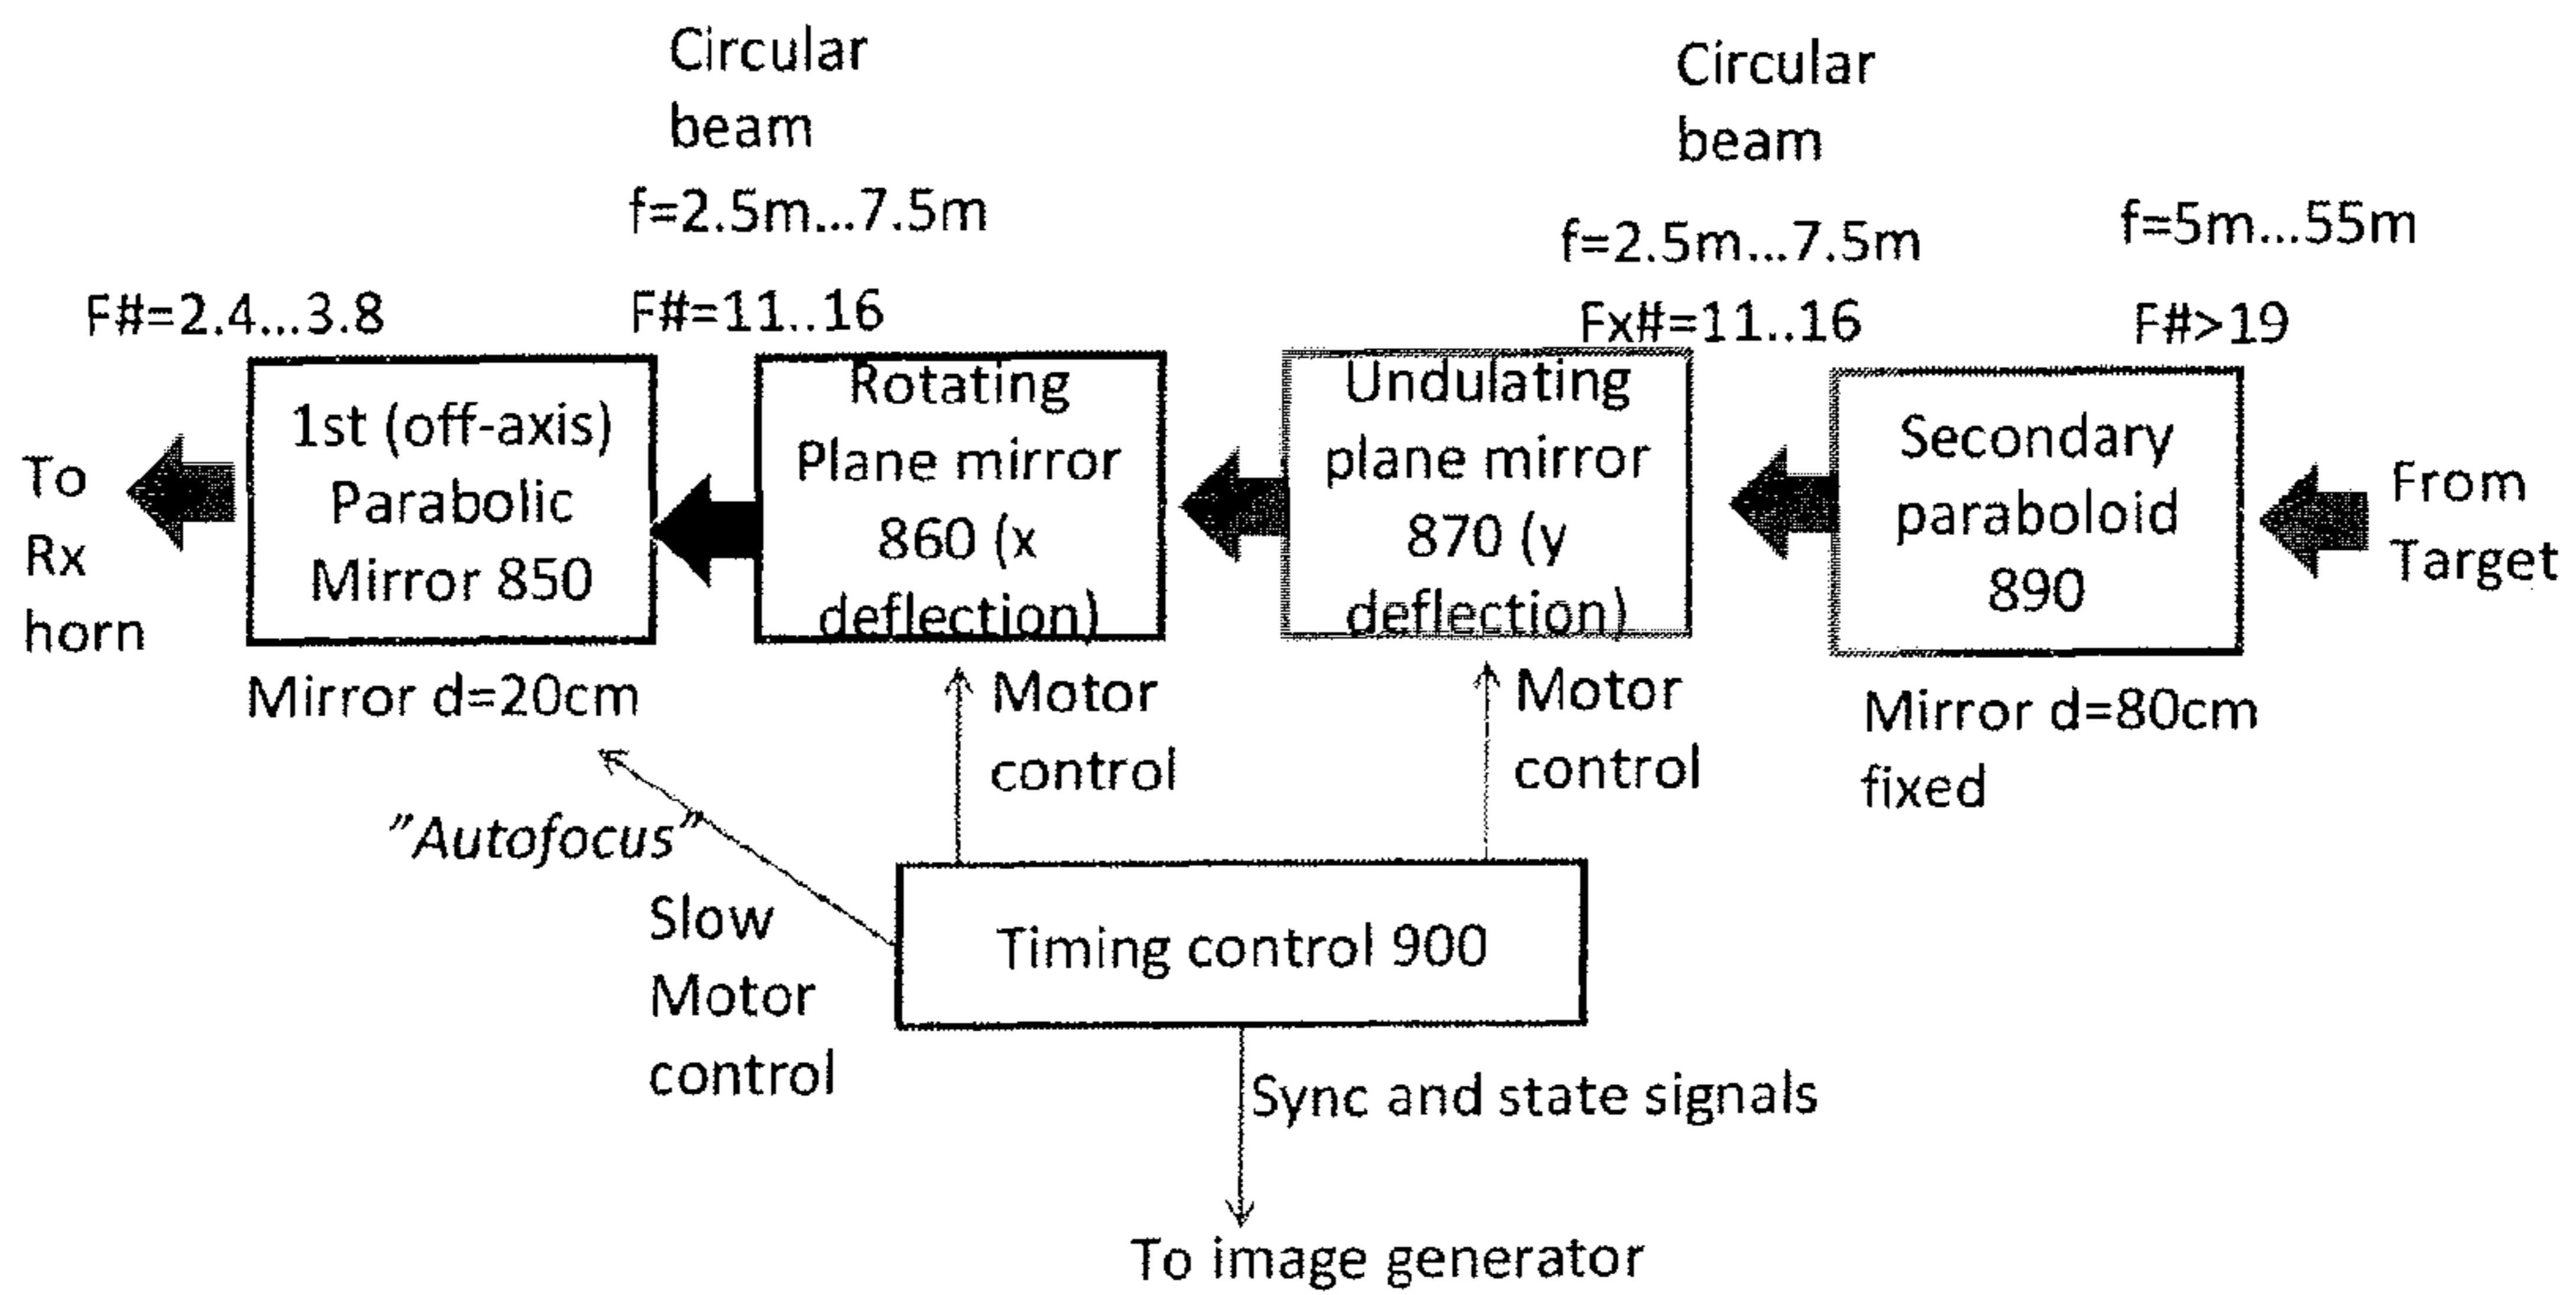 Circular
beam
f=2.5m...7.5m
Circular
beam
f=2.5m...7.5m
f=5m...55m
F#=2.4...3.8
F#=11..16
Fx#=11..16
F#>19
To
Rx
horn
1st (off-axis)
Parabolic
Mirror 850
Rotating
Plane mirror
860 (x
deflection)
Undulating
plane mirror
870 (y
deflection)
Secondary
paraboloid
890
From
Target
Mirror d=20cm
Motor
control
Motor
control
Mirror d=80cm
fixed
"Autofocus"
Slow
Motor
control
Timing control 900
Sync and state signals
To image generator